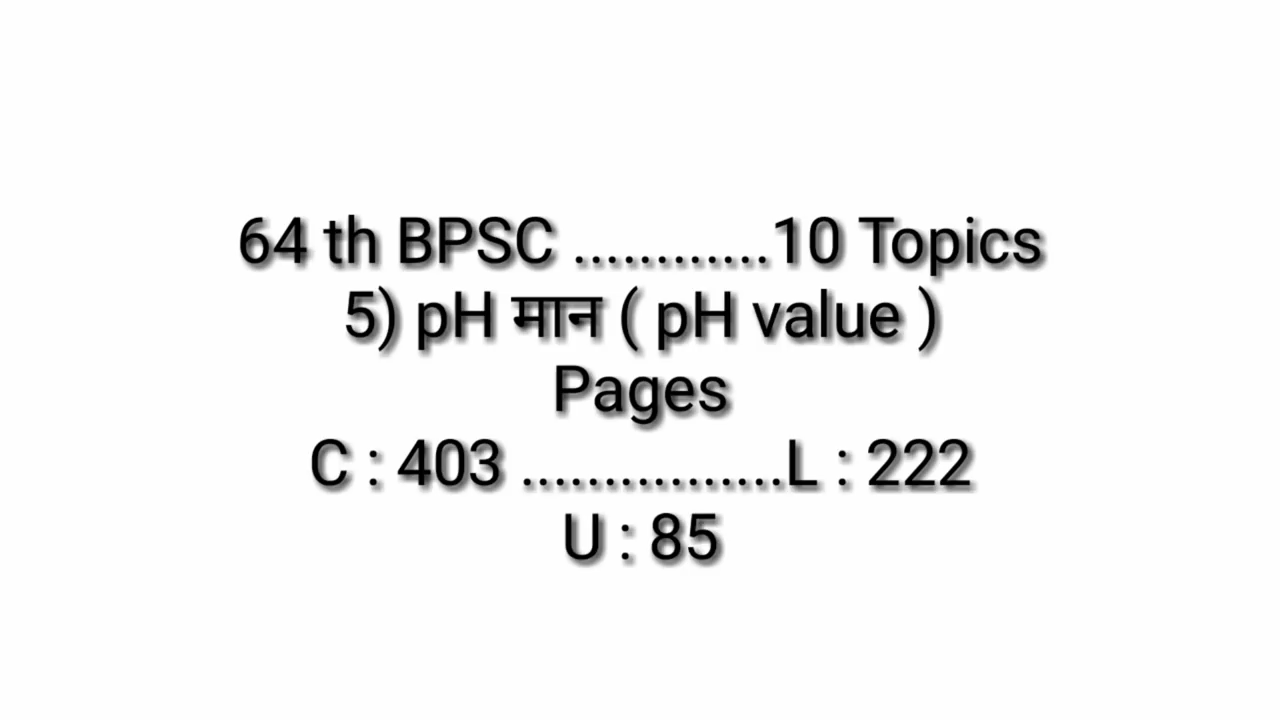 64 th BPSC ............10 Topics
5) pH मान ( pH value )
Pages
C : 403 ................L : 222
U : 85